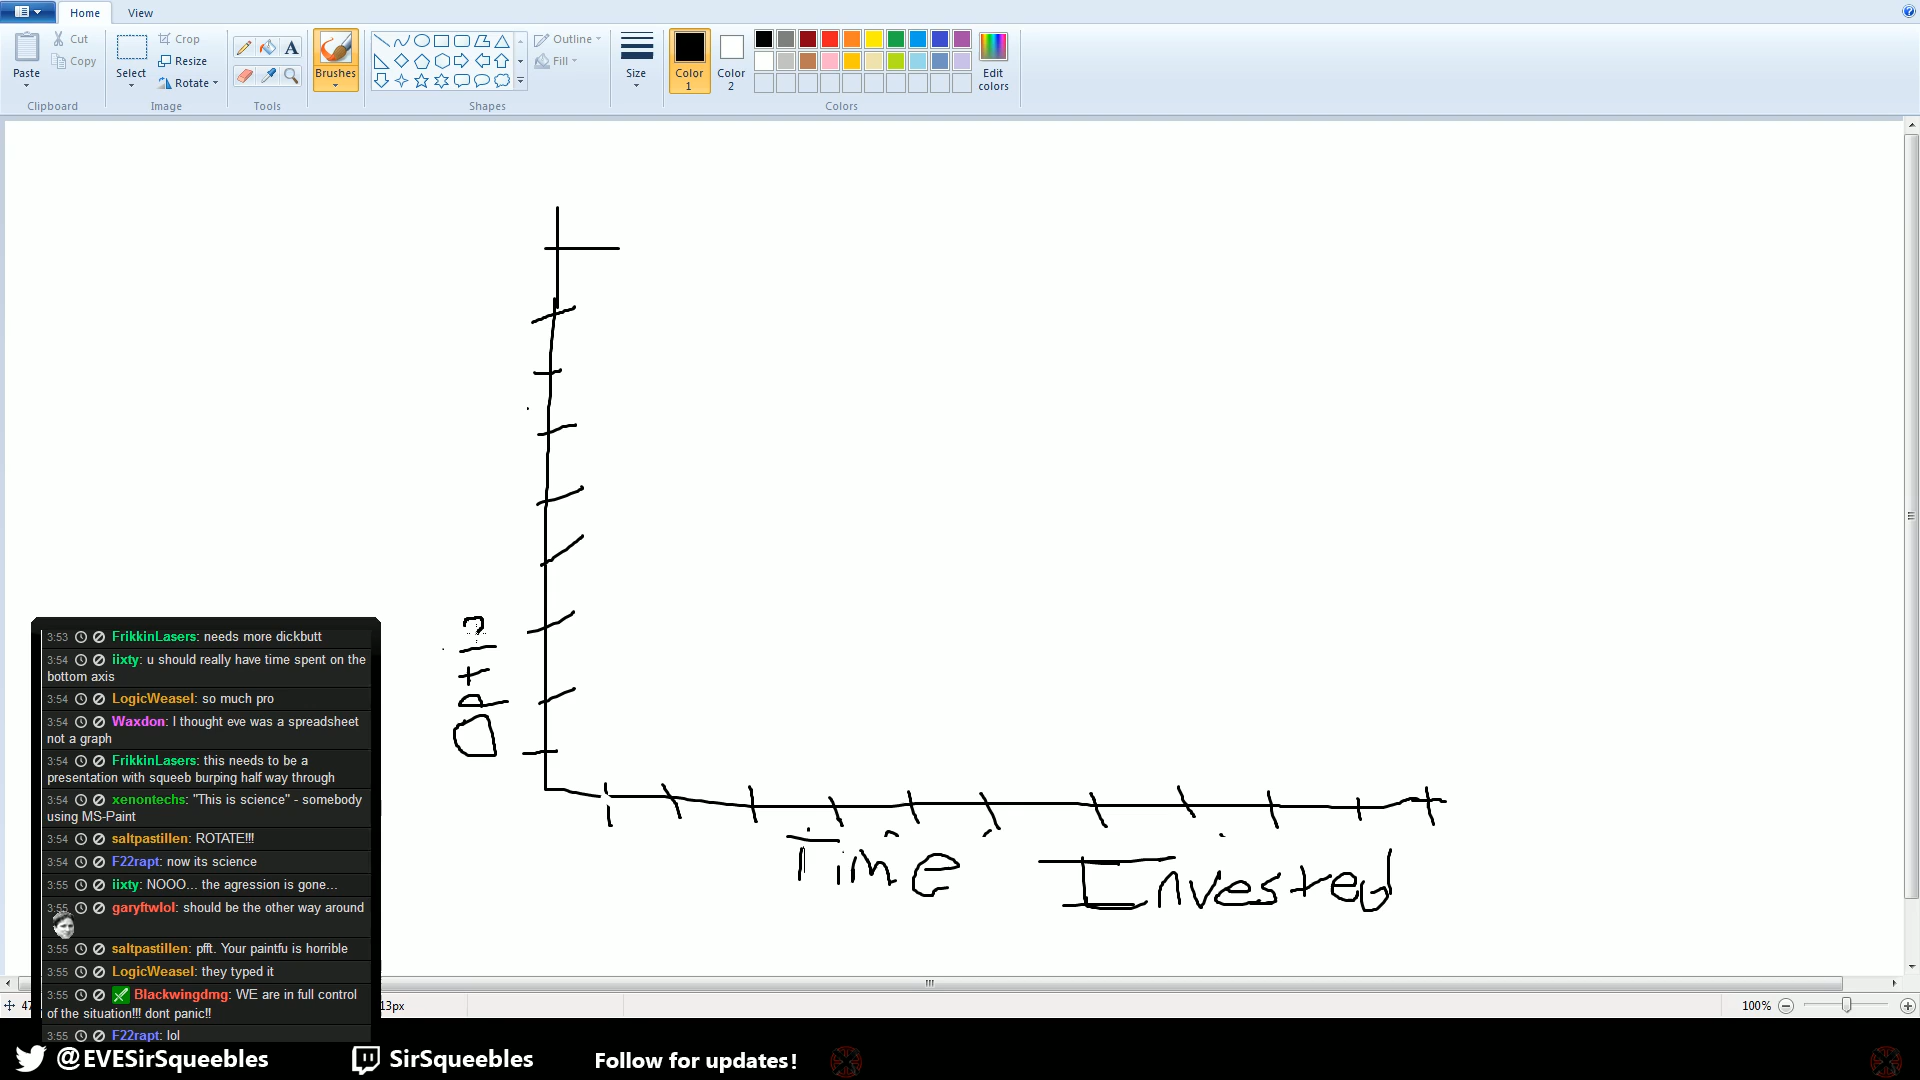 Home
View
Paste
Cut
Copy
Clipboard
Select
Crop
Resize
Rotate
Image
A
Tools
Brushes
Shapes
Outline
Fill
Size
Color 1
Color 2
Edit colors
Colors
Time Invested
3:53 FrikkinLasers: needs more dickbutt
3:54 iixty: u should really have time spent on the
bottom axis
3:54 LogicWeasel: so much pro
3:54 Waxdon: I thought eve was a spreadsheet
not a graph
3:54 FrikkinLasers: this needs to be a
presentation with squeeb burping half way through
3:54 xenontechs: "This is science" - somebody
using MS-Paint
3:54 saltpastillen: ROTATE!!!
3:54 F22rapt: now its science
3:55 iixty: NOOO... the agression is gone...
3:55 garyftwlol: should be the other way around
3:55 saltpastillen: pfft. Your paintfu is horrible
3:55 LogicWeasel: they typed it
3:55 Blackwingdmg: WE are in full control
of the situation!!! dont panic!!
3:55 F22rapt: lol
13px
100%
@EVESirSqueebles
SirSqueebles
Follow for updates!